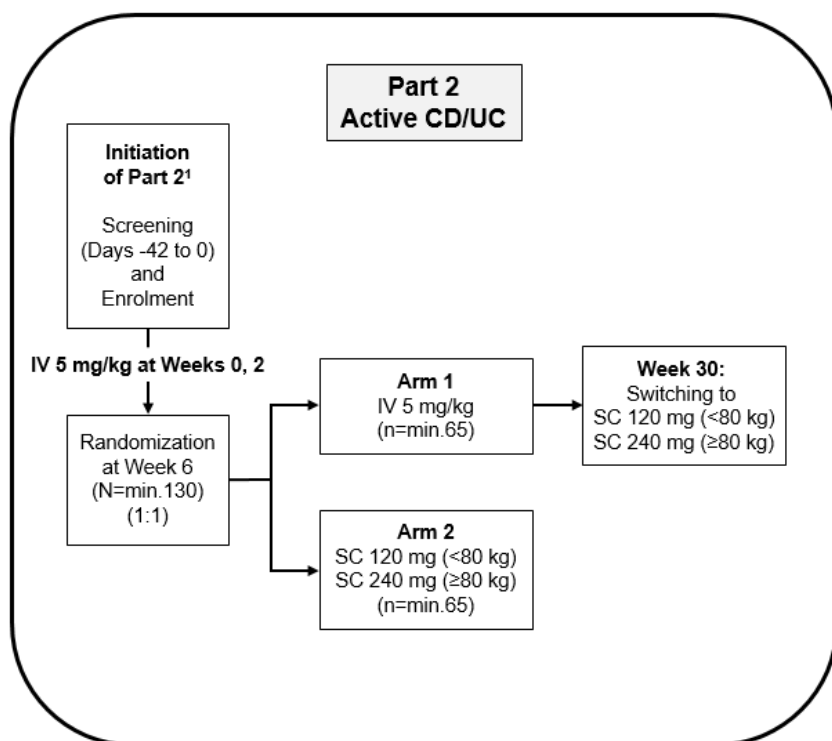 Part 2
Active CD/UC
Initiation
of Part 2¹
Screening
(Days -42 to 0)
and
Enrolment
IV 5 mg/kg at Weeks 0, 2
Randomization
at Week 6
(N=min.130)
(1:1)
Arm 1
IV 5 mg/kg
(n=min.65)
Week 30:
Switching to
SC 120 mg (<80 kg)
SC 240 mg (≥80 kg)
Arm 2
SC 120 mg (<80 kg)
SC 240 mg (≥80 kg)
(n=min.65)